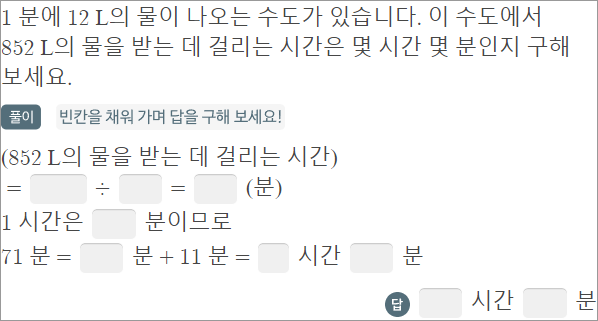 1 분에 12 L의 물이 나오는 수도가 있습니다. 이 수도에서
852 L의 물을 받는 데 걸리는 시간은 몇 시간 몇 분인지 구해
보세요.
풀이 빈칸을 채워 가며 답을 구해 보세요!
(852 L의 물을 받는 데 걸리는 시간)
= ÷ = (분)
1 시간은 분이므로
71 분 = 분 + 11 분 = 시간 분
답 시간 분